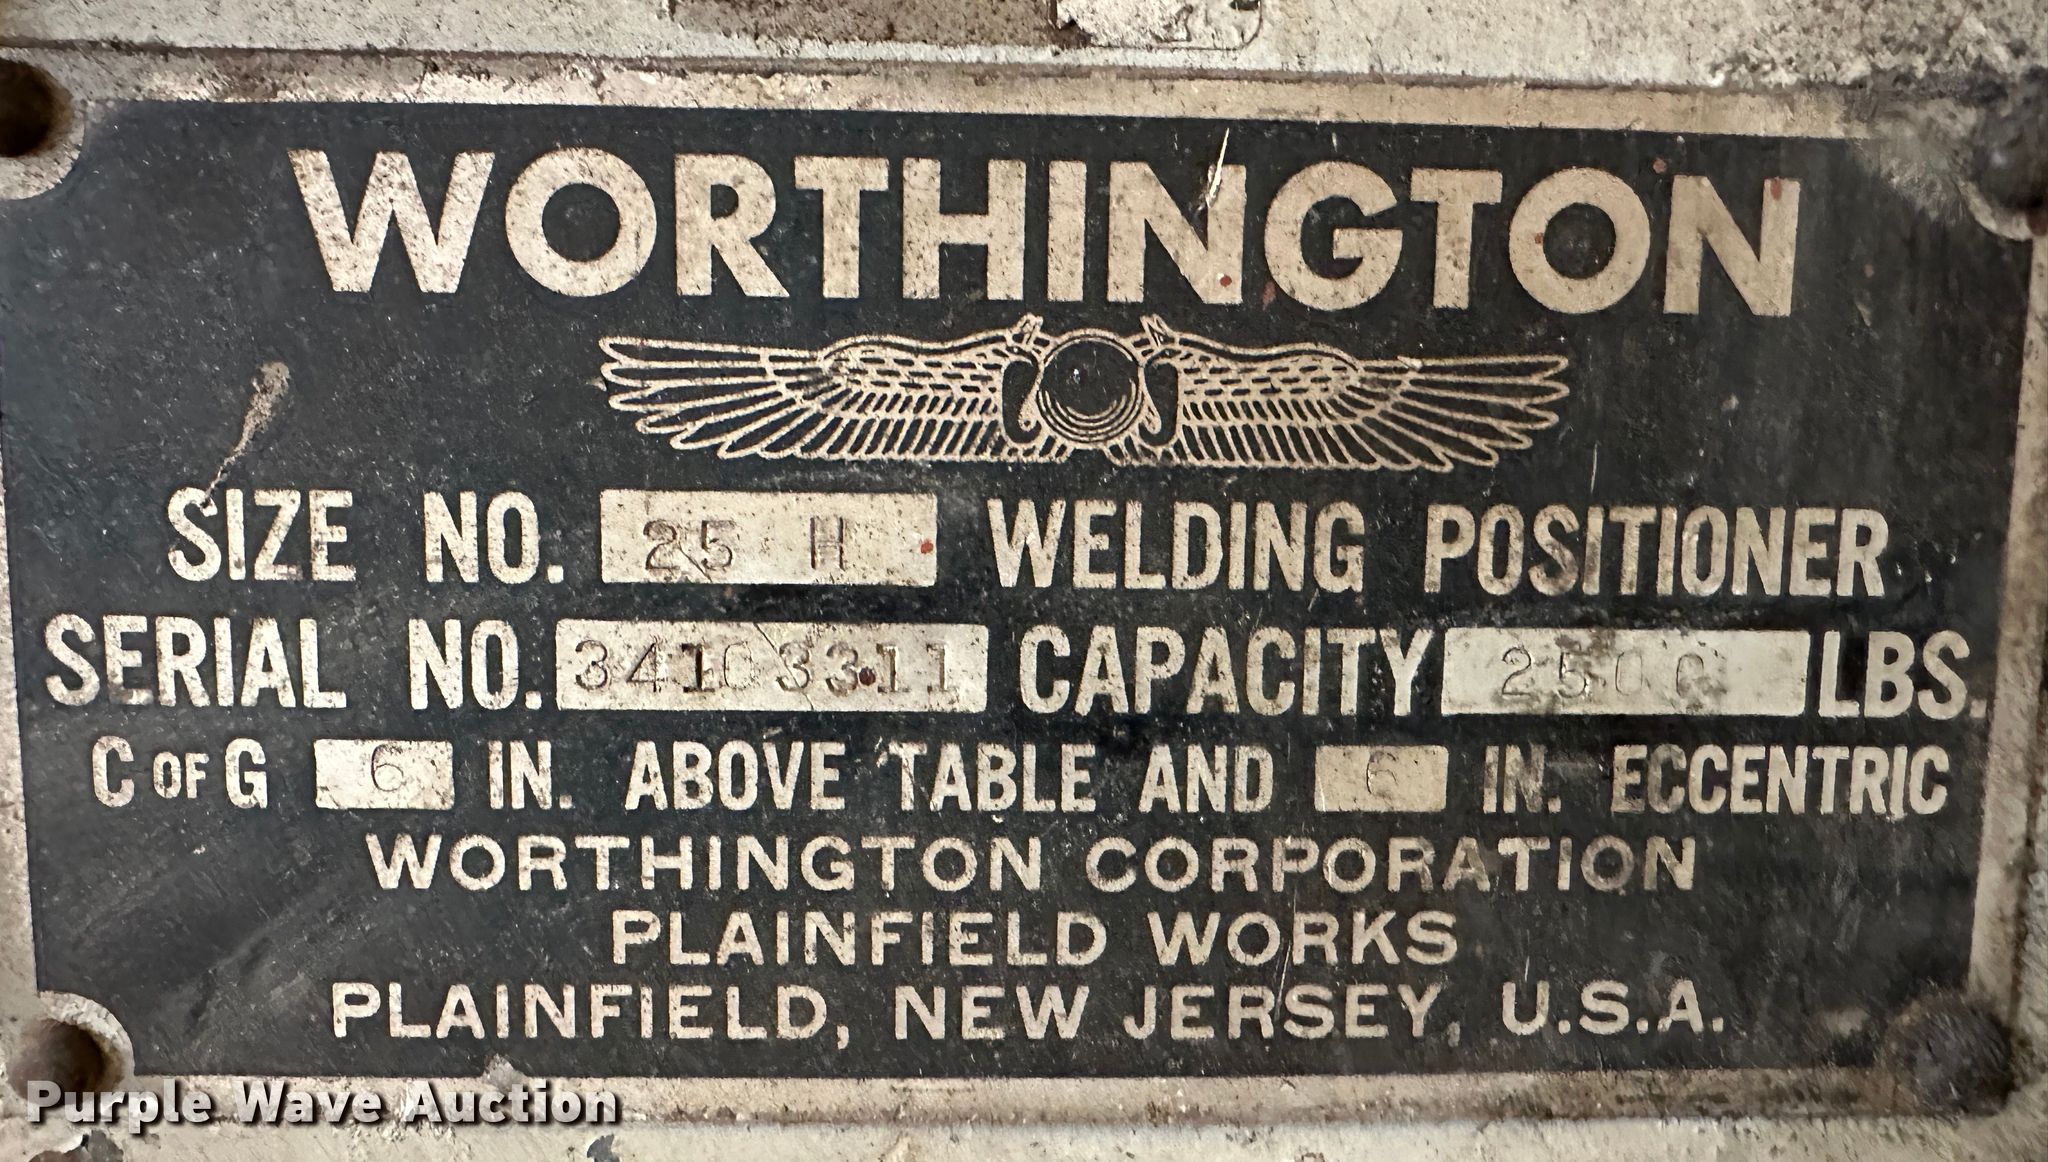 WORTHINGTON
SIZE NO. 25 H WELDING POSITIONER
SERIAL NO. 34103311 CAPACITY 2500 LBS.
C OF G 6 IN. ABOVE TABLE AND 6 IN. ECCENTRIC
WORTHINGTON CORPORATION
PLAINFIELD WORKS
PLAINFIELD, NEW JERSEY, U.S.A.
Purple Wave Auction